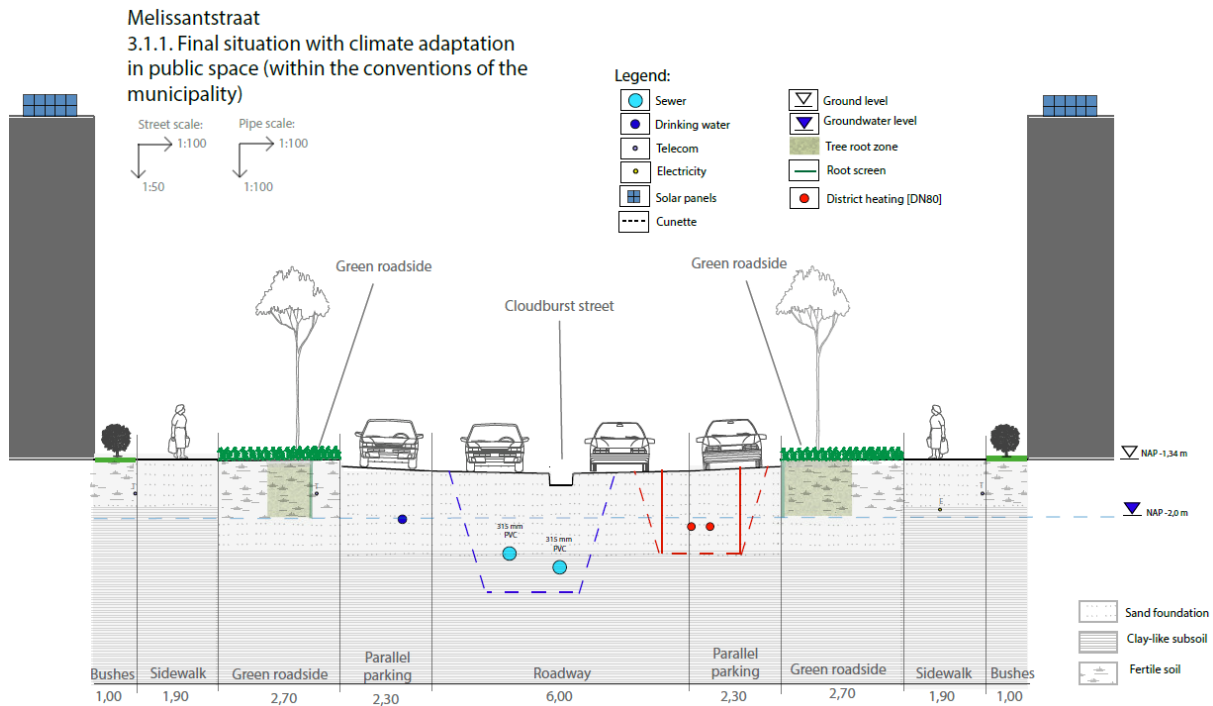 Melissantstraat
3.1.1. Final situation with climate adaptation
in public space (within the conventions of the
municipality)
Street scale:
1:100
1:50
Pipe scale:
1:100
1:100
Legend:
Sewer
Drinking water
Telecom
Electricity
Solar panels
Cunette
Ground level
Groundwater level
Tree root zone
Root screen
District heating [DN80]
Green roadside
Cloudburst street
Green roadside
NAP -1,34 m
NAP -2,0 m
T
T
E
T
315 mm
PVC
315 mm
PVC
Sand foundation
Clay-like subsoil
Fertile soil
Bushes
Sidewalk
Green roadside
Parallel
parking
Roadway
Parallel
parking
Green roadside
Sidewalk
Bushes
1,00
1,90
2,70
2,30
6,00
2,30
2,70
1,90
1,00